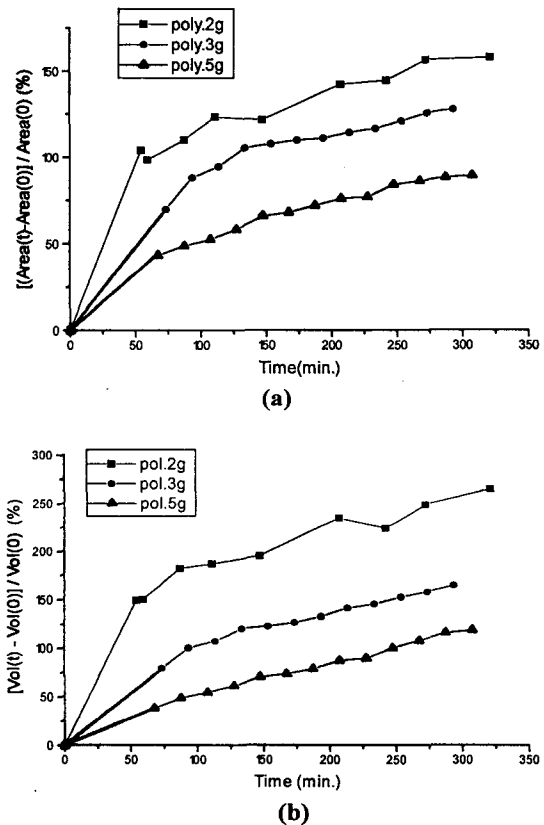 poly.2g
poly.3g
poly.5g
[(Area(t)-Area(0)] / Area(0) (%)
150
100
50
0
0 50 100 150 200 250 300 350
Time(min.)
(a)
pol.2g
pol.3g
pol.5g
[Vol(t) - Vol(0)] / Vol(0) (%)
300
250
200
150
100
50
0
0 50 100 150 200 250 300 350
Time (min.)
(b)